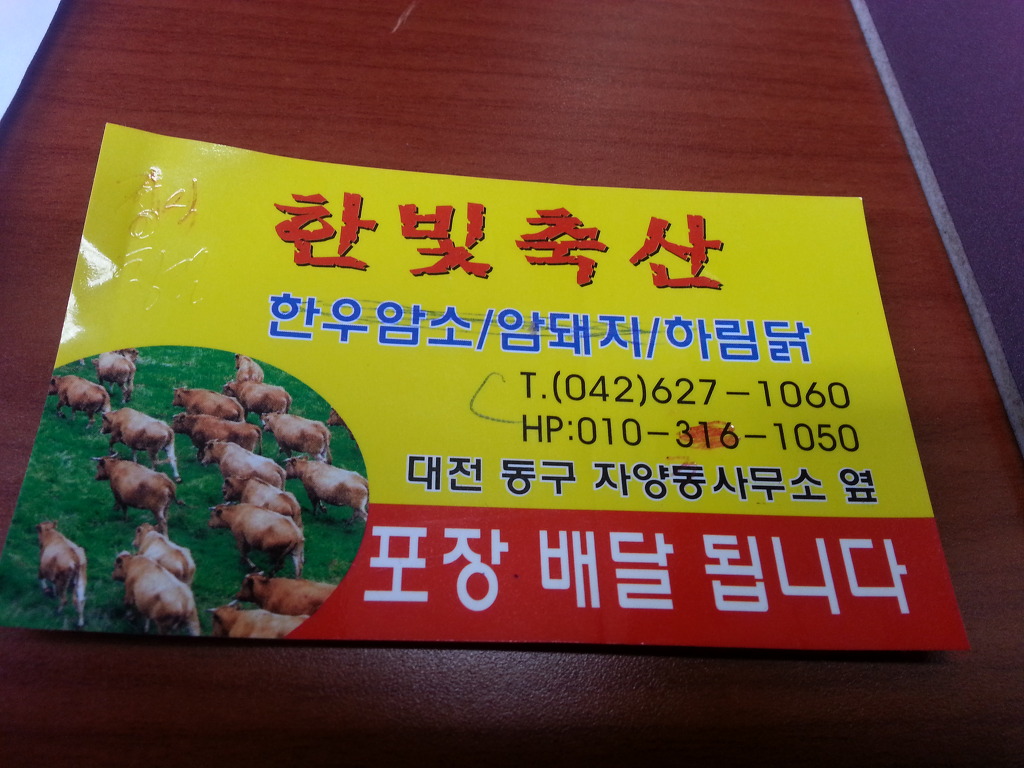 한빛축산
한우암소/암돼지/하림닭
T.(042)627-1060
HP:010-316-1050
대전 동구 자양동사무소 옆
포장 배달 됩니다